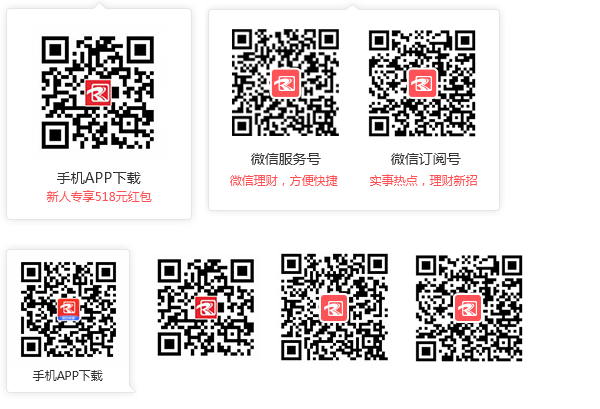 手机APP下载
新人专享518元红包
微信服务号
微信理财，方便快捷
微信订阅号
实事热点，理财新招
手机APP下载